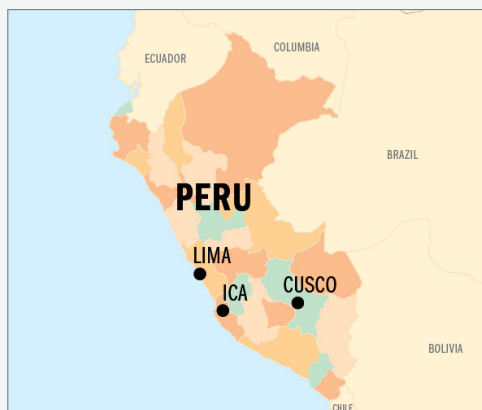 ECUADOR
COLUMBIA
BRAZIL
PERU
LIMA
ICA
CUSCO
BOLIVIA
CHILE